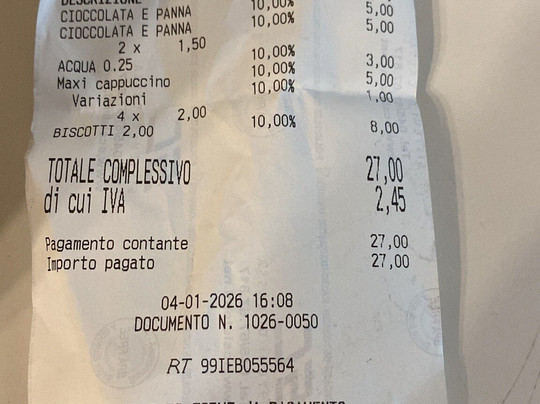 DESCRIZIONE
CIOCCOLATA E PANNA 10,00% 5,00
CIOCCOLATA E PANNA 10,00% 5,00
2 x 1,50
ACQUA 0.25 10,00% 3,00
Maxi cappuccino 10,00% 5,00
Variazioni 10,00% 1,00
4 x 2,00
BISCOTTI 2,00 10,00% 8,00
TOTALE COMPLESSIVO 27,00
di cui IVA 2,45
Pagamento contante 27,00
Importo pagato 27,00
04-01-2026 16:08
DOCUMENTO N. 1026-0050
RT 99IEB055564